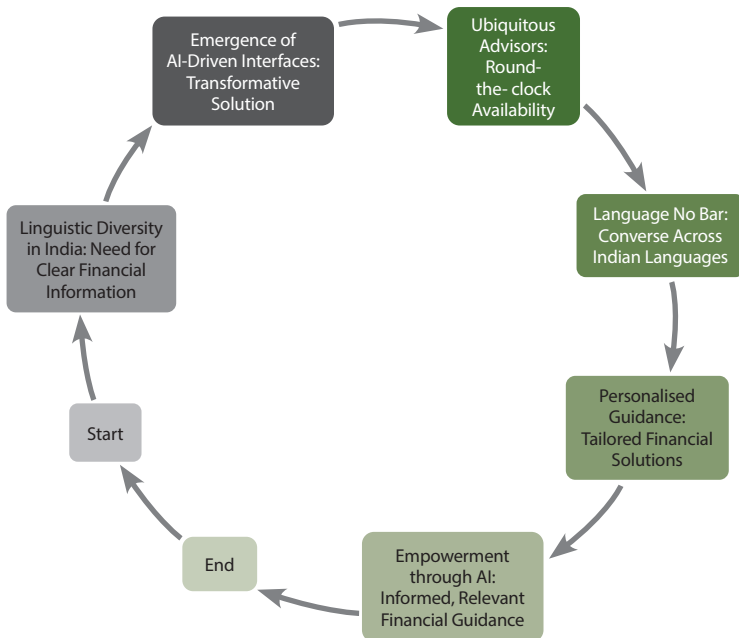 Emergence of
AI-Driven Interfaces:
Transformative
Solution
Ubiquitous
Advisors:
Round-
the- clock
Availability
Language No Bar:
Converse Across
Indian Languages
Personalised
Guidance:
Tailored Financial
Solutions
Empowerment
through AI:
Informed, Relevant
Financial Guidance
End
Start
Linguistic Diversity
in India: Need for
Clear Financial
Information